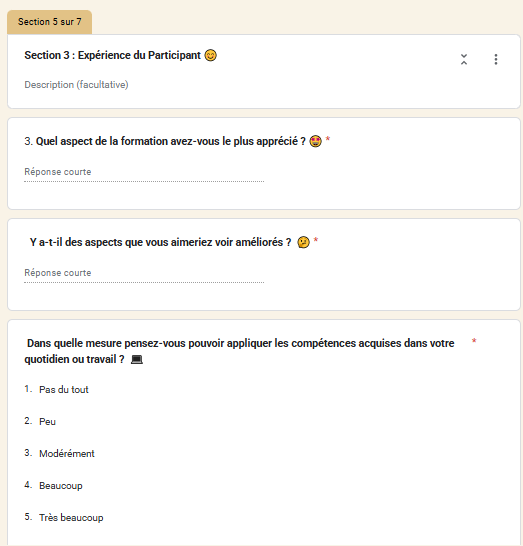 Section 5 sur 7
Section 3 : Expérience du Participant 😊
Description (facultative)
3. Quel aspect de la formation avez-vous le plus apprécié ? 🤩 *
Réponse courte
Y a-t-il des aspects que vous aimeriez voir améliorés ? 🤔 *
Réponse courte
Dans quelle mesure pensez-vous pouvoir appliquer les compétences acquises dans votre *
quotidien ou travail ? 💻
1. Pas du tout
2. Peu
3. Modérément
4. Beaucoup
5. Très beaucoup